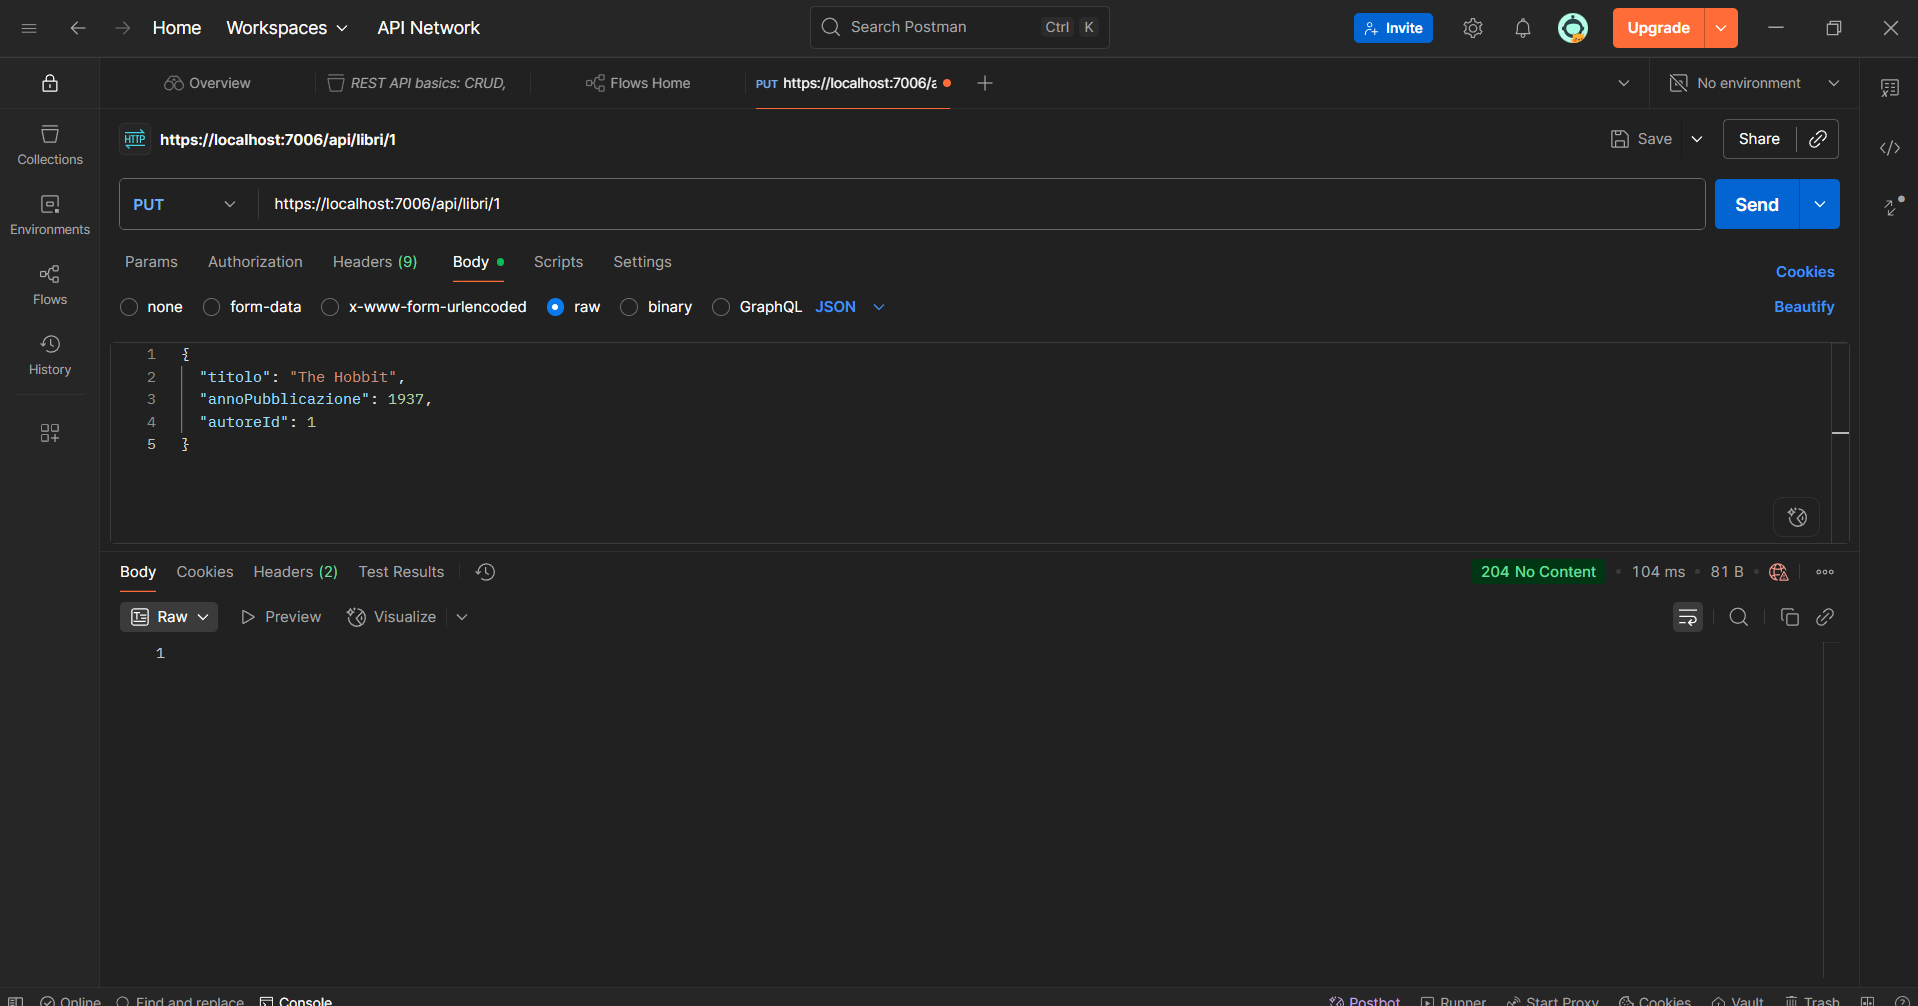 Home Workspaces API Network Search Postman Ctrl K Invite Upgrade
Overview REST API basics: CRUD, Flows Home PUT https://localhost:7006/a No environment
HTTP https://localhost:7006/api/libri/1 Save Share
PUT https://localhost:7006/api/libri/1 Send
Params Authorization Headers (9) Body Scripts Settings Cookies
none form-data x-www-form-urlencoded raw binary GraphQL JSON Beautify
Collections
Environments
Flows
History
1 {
2 "titolo": "The Hobbit",
3 "annoPubblicazione": 1937,
4 "autoreId": 1
5 }
Body Cookies Headers (2) Test Results 204 No Content 104 ms 81 B
Raw Preview Visualize
1
Online Find and replace Console Postbot Runner Start Proxy Cookies Vault Trash